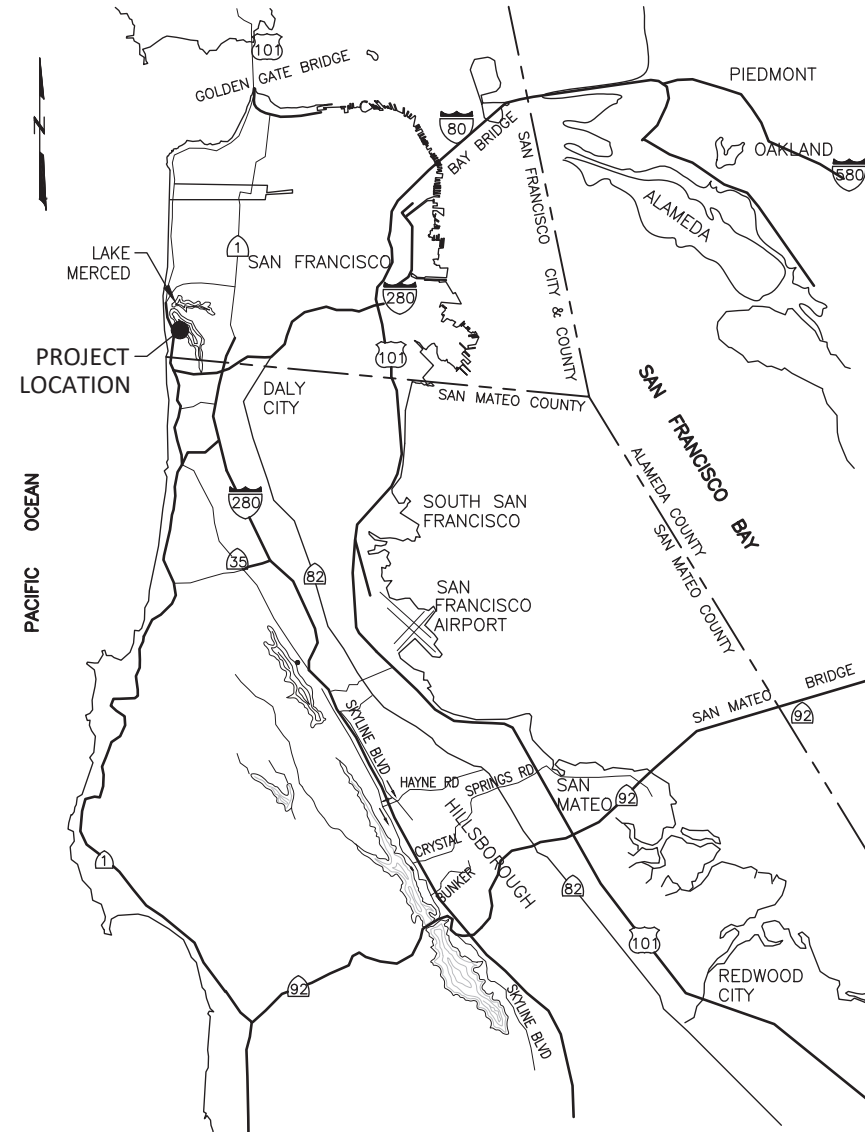 101
GOLDEN GATE BRIDGE
N
80
BAY BRIDGE
PIEDMONT
OAKLAND
580
ALAMEDA
SAN FRANCISCO CITY & COUNTY
1
SAN FRANCISCO
LAKE
MERCED
280
PROJECT
LOCATION
101
DALY
CITY
SAN MATEO COUNTY
SAN FRANCISCO BAY
ALAMEDA COUNTY
SAN MATEO COUNTY
PACIFIC OCEAN
280
SOUTH SAN
FRANCISCO
35
82
SAN
FRANCISCO
AIRPORT
SAN MATEO BRIDGE
92
SKYLINE BLVD
HAYNE RD
SPRINGS RD
SAN
MATEO
92
HILLSBOROUGH
CRYSTAL
BUNKER
1
82
101
REDWOOD
CITY
92
SKYLINE BLVD